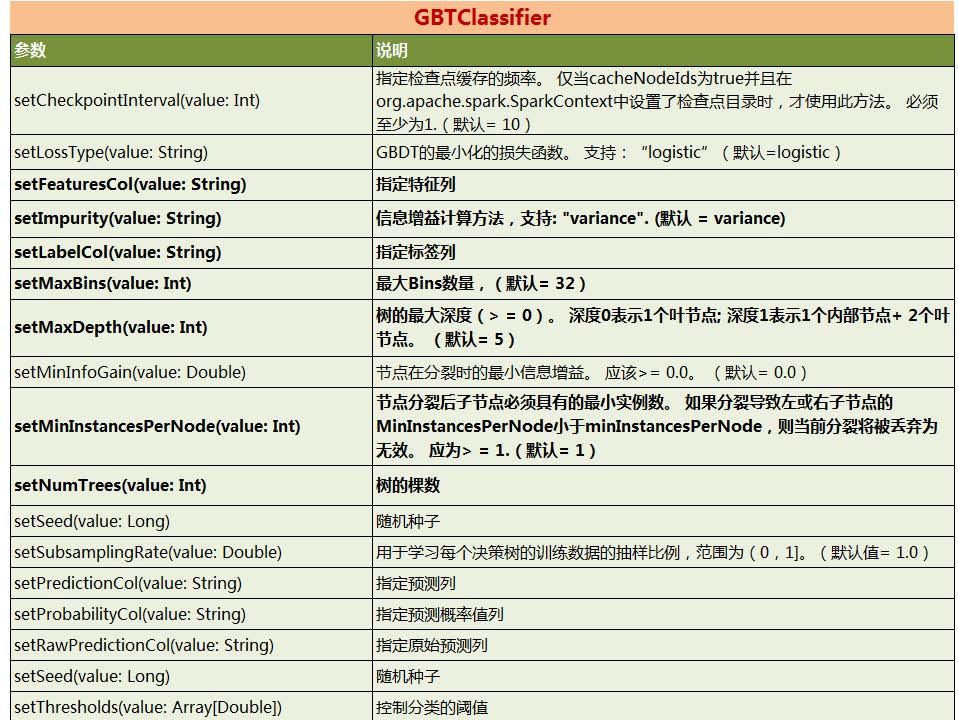 GBTClassifier
参数 说明
setCheckpointInterval(value: Int) 指定检查点缓存的频率。 仅当cacheNodeIds为true并且在
org.apache.spark.SparkContext中设置了检查点目录时，才使用此方法。 必须
至少为1.（默认= 10 ）
setLossType(value: String) GBDT的最小化的损失函数。 支持： “logistic” （ 默认=logistic ）
setFeaturesCol(value: String) 指定特征列
setImpurity(value: String) 信息增益计算方法，支持: "variance". (默认 = variance)
setLabelCol(value: String) 指定标签列
setMaxBins(value: Int) 最大Bins数量，（ 默认= 32 ）
setMaxDepth(value: Int) 树的最大深度（ > = 0 ）。 深度0表示1个叶节点; 深度1表示1个内部节点+ 2个叶
节点。 （ 默认= 5 ）
setMinInfoGain(value: Double) 节点在分裂时的最小信息增益。 应该>= 0.0。 （ 默认= 0.0 ）
setMinInstancesPerNode(value: Int) 节点分裂后子节点必须具有的最小实例数。 如果分裂导致左或右子节点的
MinInstancesPerNode小于minInstancesPerNode，则当前分裂将被丢弃为
无效。 应为> = 1.（ 默认= 1 ）
setNumTrees(value: Int) 树的棵数
setSeed(value: Long) 随机种子
setSubsamplingRate(value: Double) 用于学习每个决策树的训练数据的抽样比例，范围为（ 0，1]。（ 默认值= 1.0 ）
setPredictionCol(value: String) 指定预测列
setProbabilityCol(value: String) 指定预测概率值列
setRawPredictionCol(value: String) 指定原始预测列
setSeed(value: Long) 随机种子
setThresholds(value: Array[Double]) 控制分类的阈值